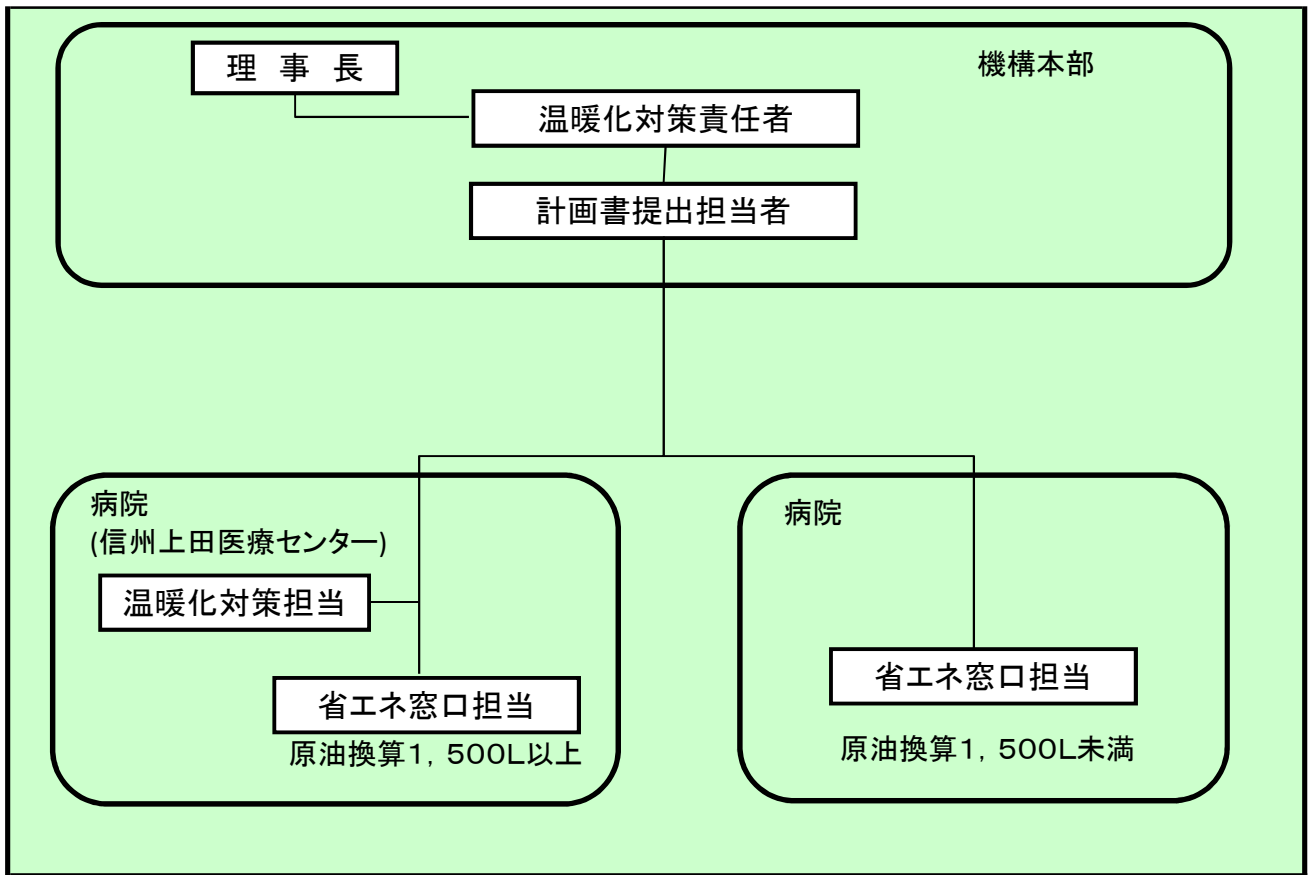 理 事 長
機構本部
温暖化対策責任者
計画書提出担当者
病院
(信州上田医療センター)
温暖化対策担当
省エネ窓口担当
原油換算1，500L以上
病院
省エネ窓口担当
原油換算1，500L未満